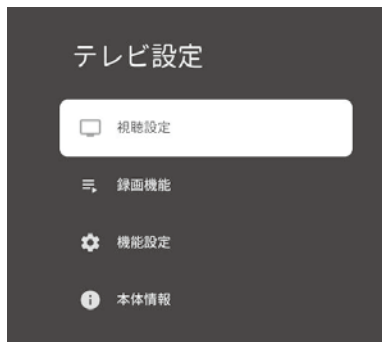 テレビ設定
視聴設定
録画機能
機能設定
本体情報